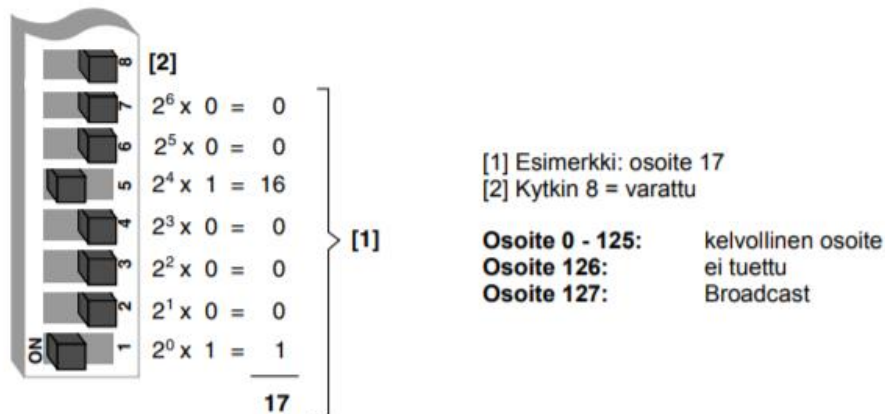 8 [2]
7 2⁶ x 0 = 0
6 2⁵ x 0 = 0
5 2⁴ x 1 = 16
4 2³ x 0 = 0
3 2² x 0 = 0
2 2¹ x 0 = 0
ON 1 2⁰ x 1 = 1
17
[1]
[1] Esimerkki: osoite 17
[2] Kytkin 8 = varattu
Osoite 0 - 125: kelvollinen osoite
Osoite 126: ei tuettu
Osoite 127: Broadcast